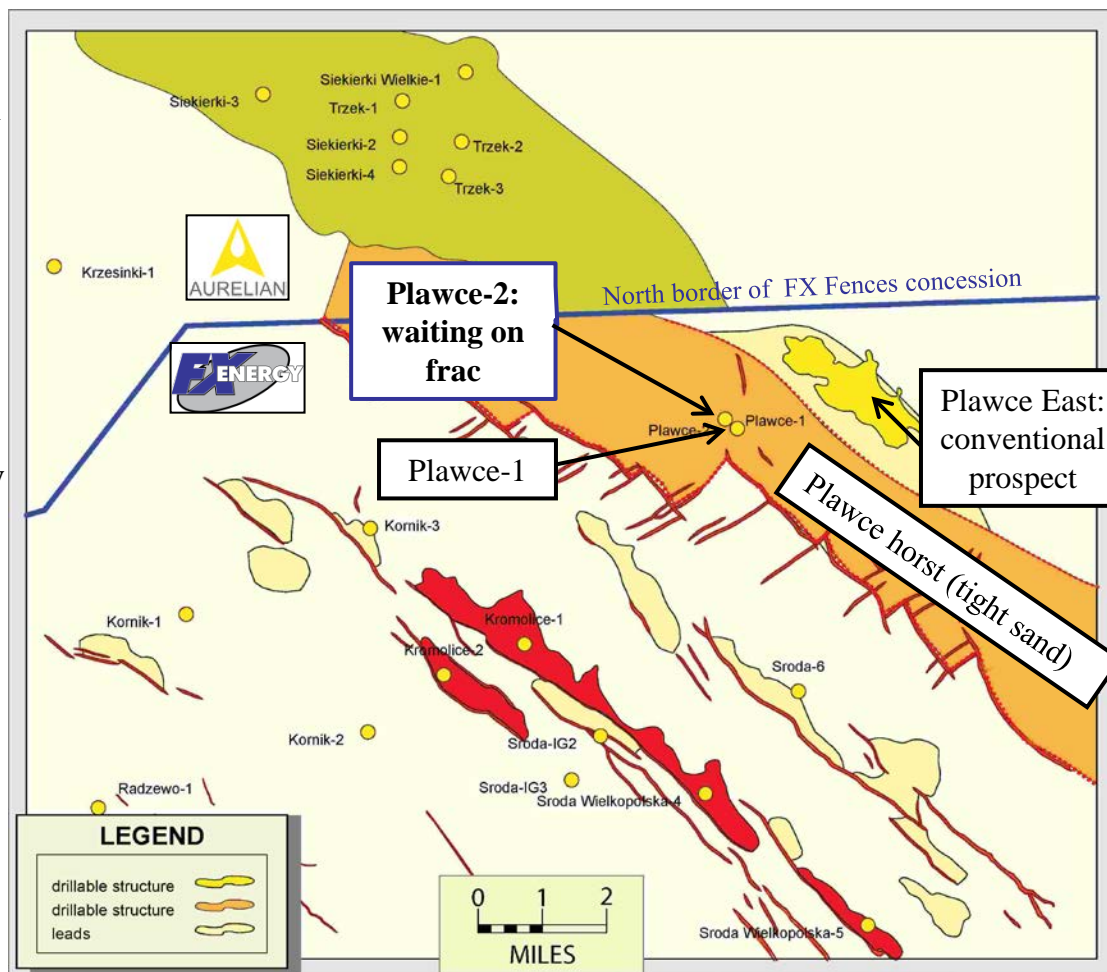 Siekierki Wielkie-1
Siekierki-3
Trzek-1
Siekierki-2
Trzek-2
Siekierki-4
Trzek-3
Krzesinki-1
AURELIAN
Plawce-2:
waiting on
frac
North border of FX Fences concession
FX ENERGY
Plawce-2
Plawce-1
Plawce East:
conventional
prospect
Plawce-1
Plawce horst (tight sand)
Kornik-3
Kornik-1
Kromolice-1
Kromolice-2
Sroda-6
Kornik-2
Sroda-IG2
Sroda-IG3
Sroda Wielkopolska-4
Radzewo-1
Sroda Wielkopolska-5
LEGEND
drillable structure
drillable structure
leads
0 1 2
MILES